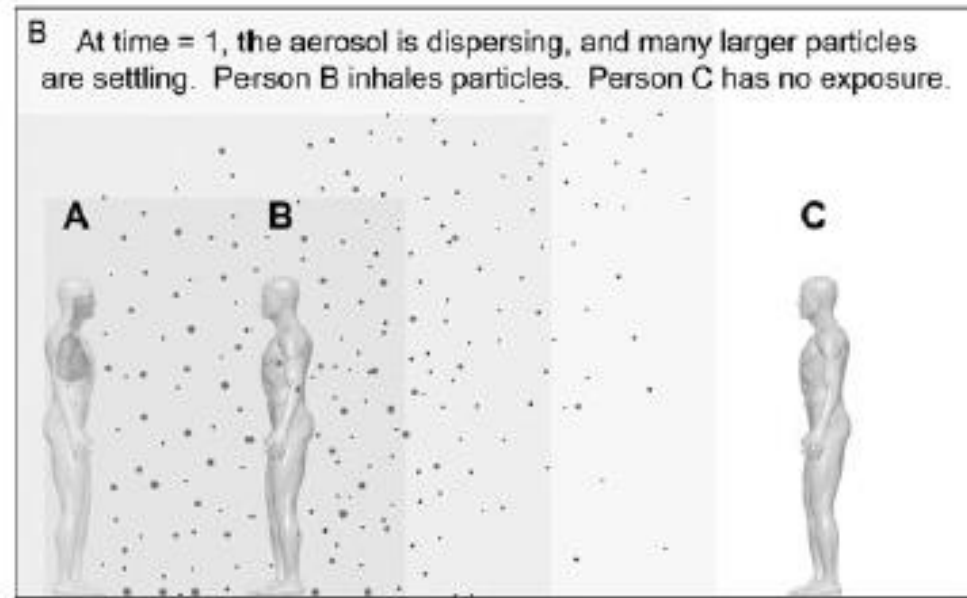 B At time = 1, the aerosol is dispersing, and many larger particles
are settling. Person B inhales particles. Person C has no exposure.
A B C